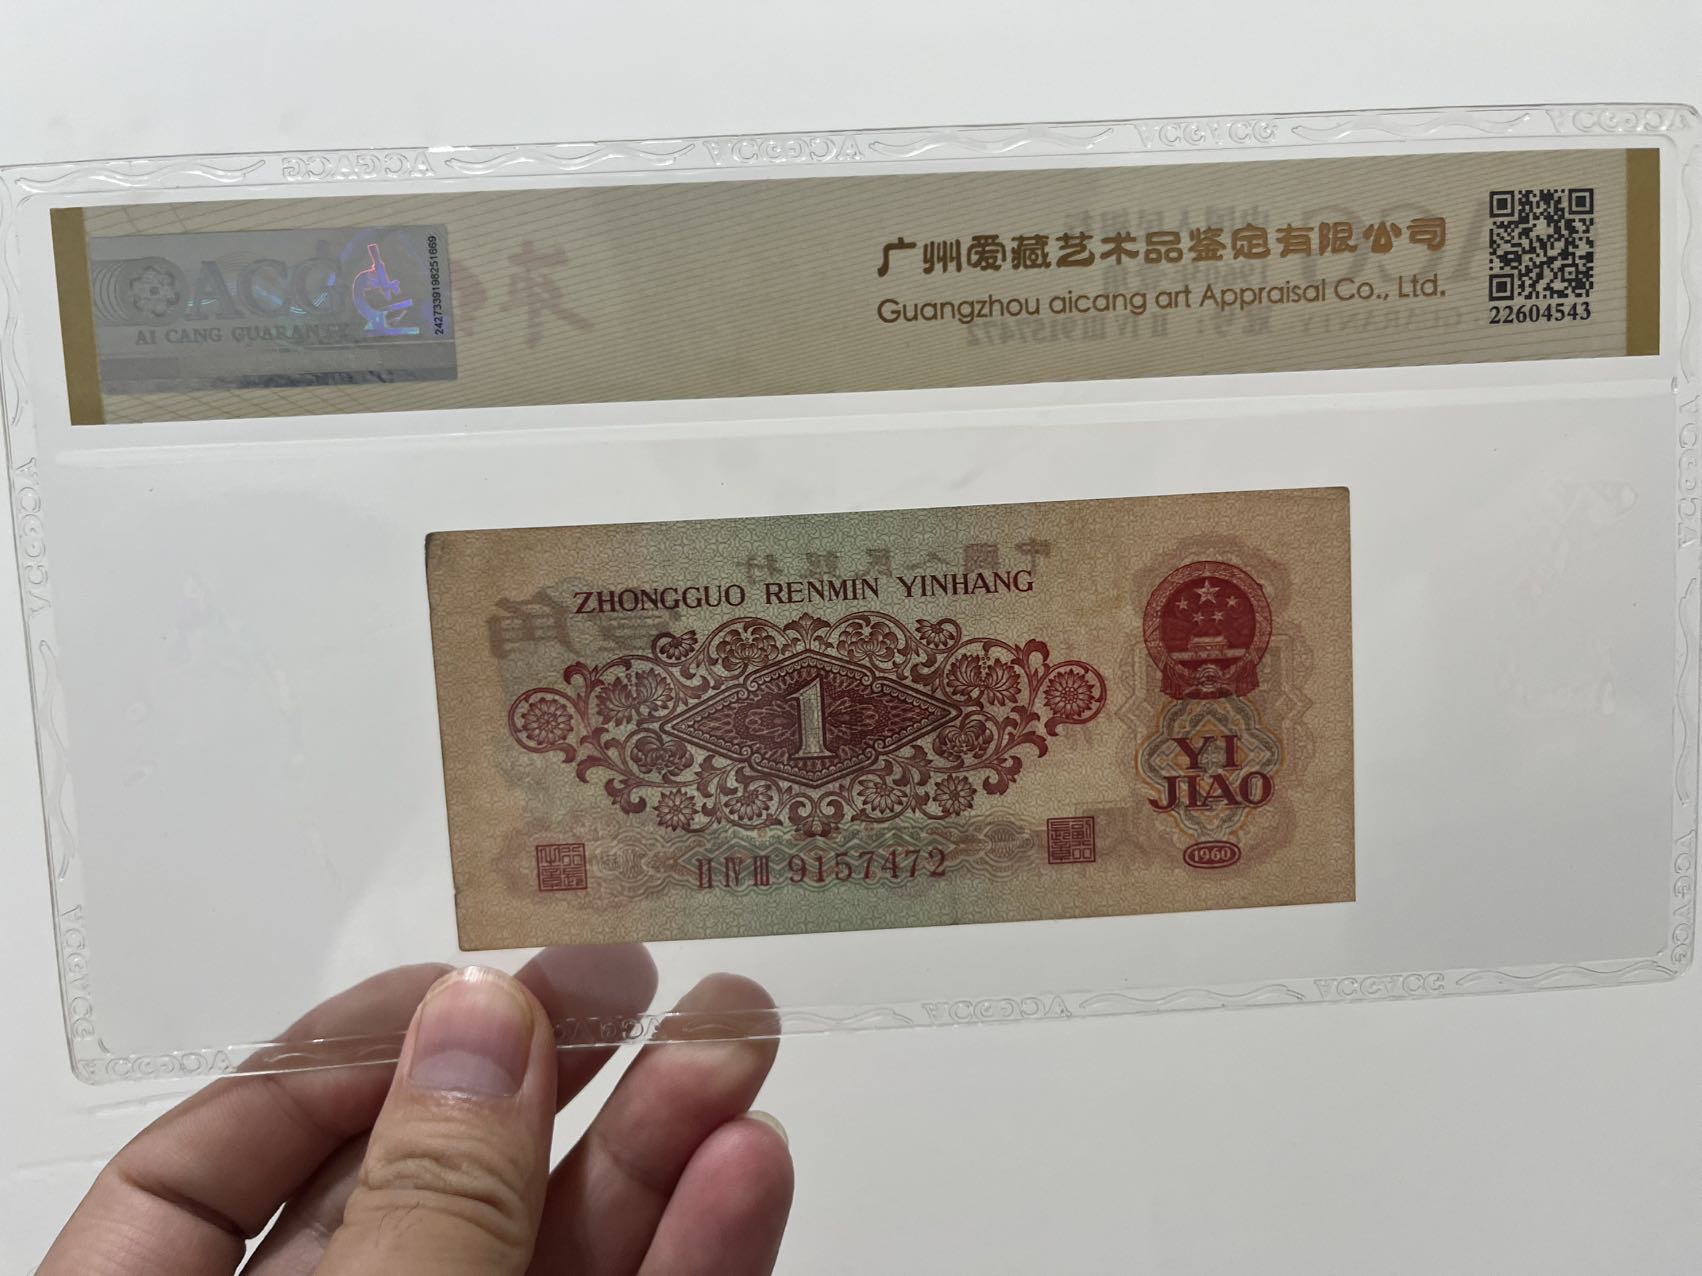 ACG
AI CANG GUARANTY
2427339198251669
广州爱藏艺术品鉴定有限公司
Guangzhou aicang art Appraisal Co., Ltd.
22604543
ZHONGGUO RENMIN YINHANG
1
YI
JIAO
II IV III 9157472
1960